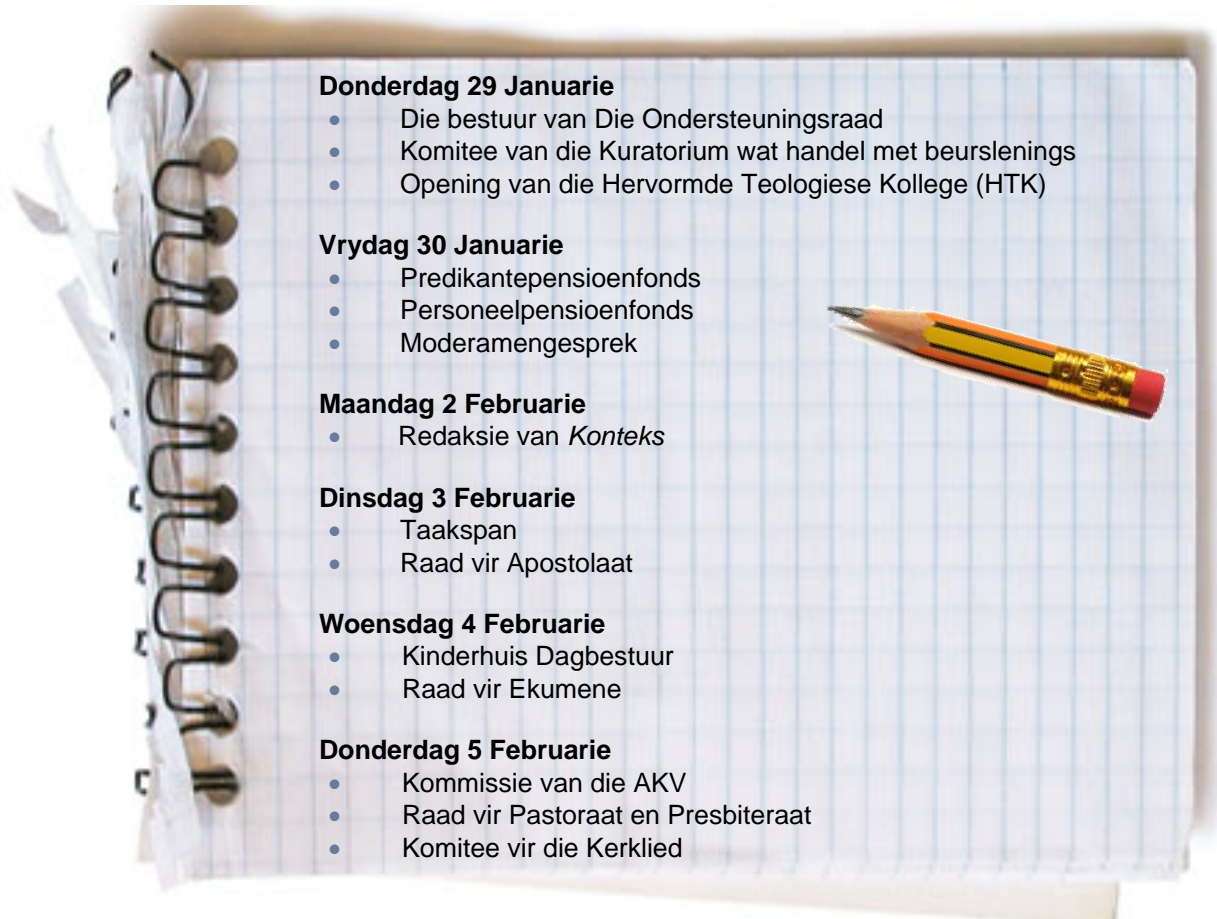 Donderdag 29 Januarie
• Die bestuur van Die Ondersteuningsraad
• Komitee van die Kuratorium wat handel met beurslenings
• Opening van die Hervormde Teologiese Kollege (HTK)
Vrydag 30 Januarie
• Predikantepensioenfonds
• Personeelpensioenfonds
• Moderamengesprek
Maandag 2 Februarie
• Redaksie van Konteks
Dinsdag 3 Februarie
• Taakspan
• Raad vir Apostolaat
Woensdag 4 Februarie
• Kinderhuis Dagbestuur
• Raad vir Ekumene
Donderdag 5 Februarie
• Kommissie van die AKV
• Raad vir Pastoraat en Presbiteraat
• Komitee vir die Kerklied